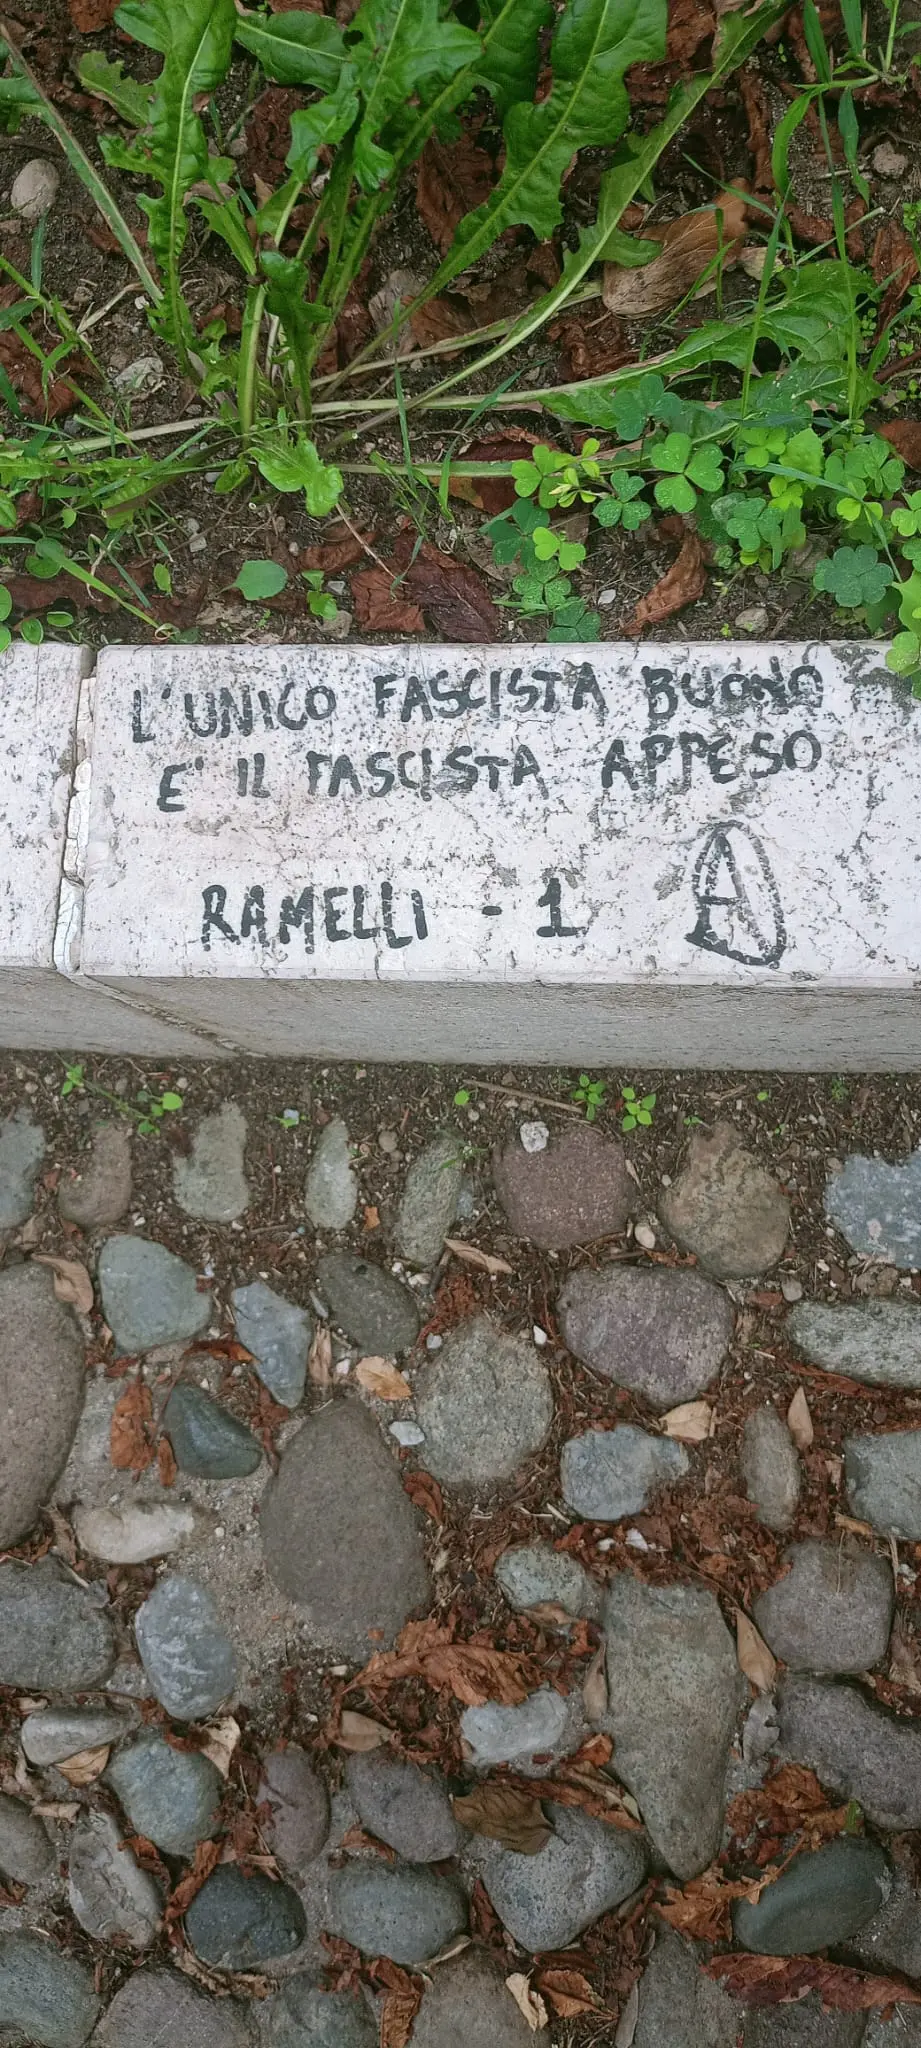 L'UNICO FASCISTA BUONO
E' IL FASCISTA APPESO
RAMELLI - 1 A